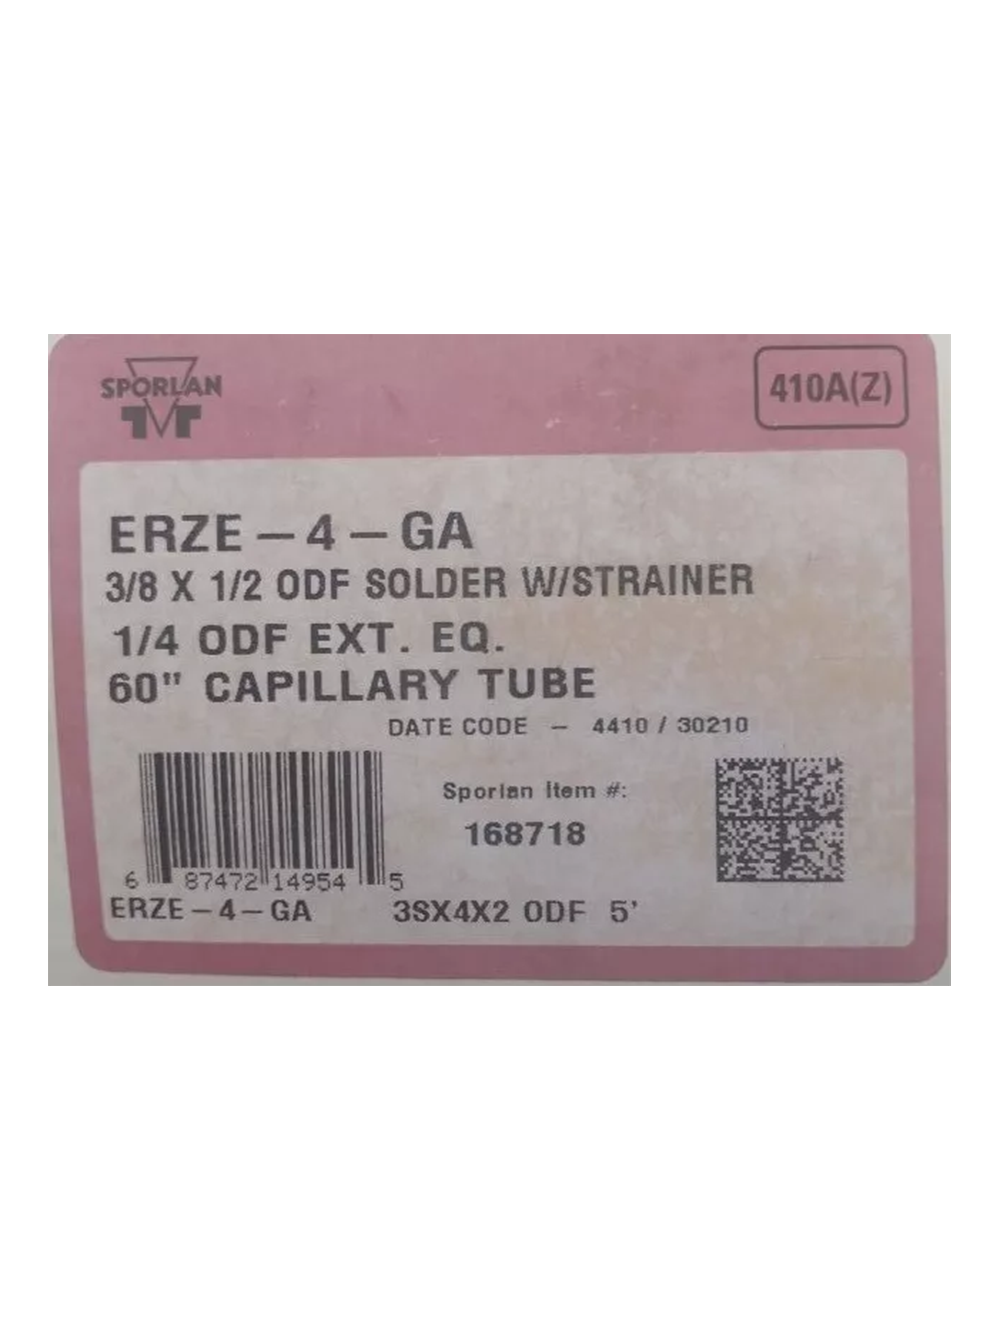 SPORLAN
410A(Z)
ERZE - 4 - GA
3/8 X 1/2 ODF SOLDER W/STRAINER
1/4 ODF EXT. EQ.
60" CAPILLARY TUBE
DATE CODE - 4410 / 30210
Sporlan Item #:
168718
6 87472 14954 5
ERZE - 4 - GA 3SX4X2 ODF 5'